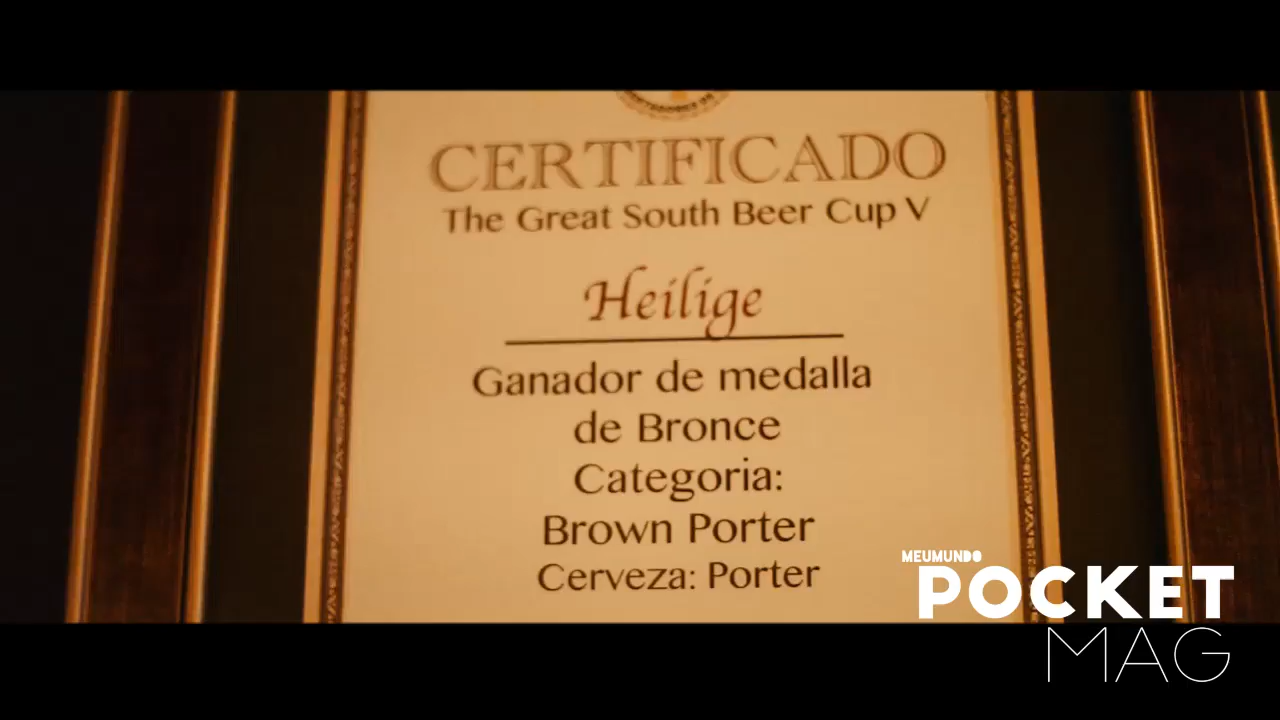 CERTIFICADO
The Great South Beer Cup V
Heilige
Ganador de medalla
de Bronce
Categoria:
Brown Porter
Cerveza: Porter
MEUMUNDO
POCKET
MAG